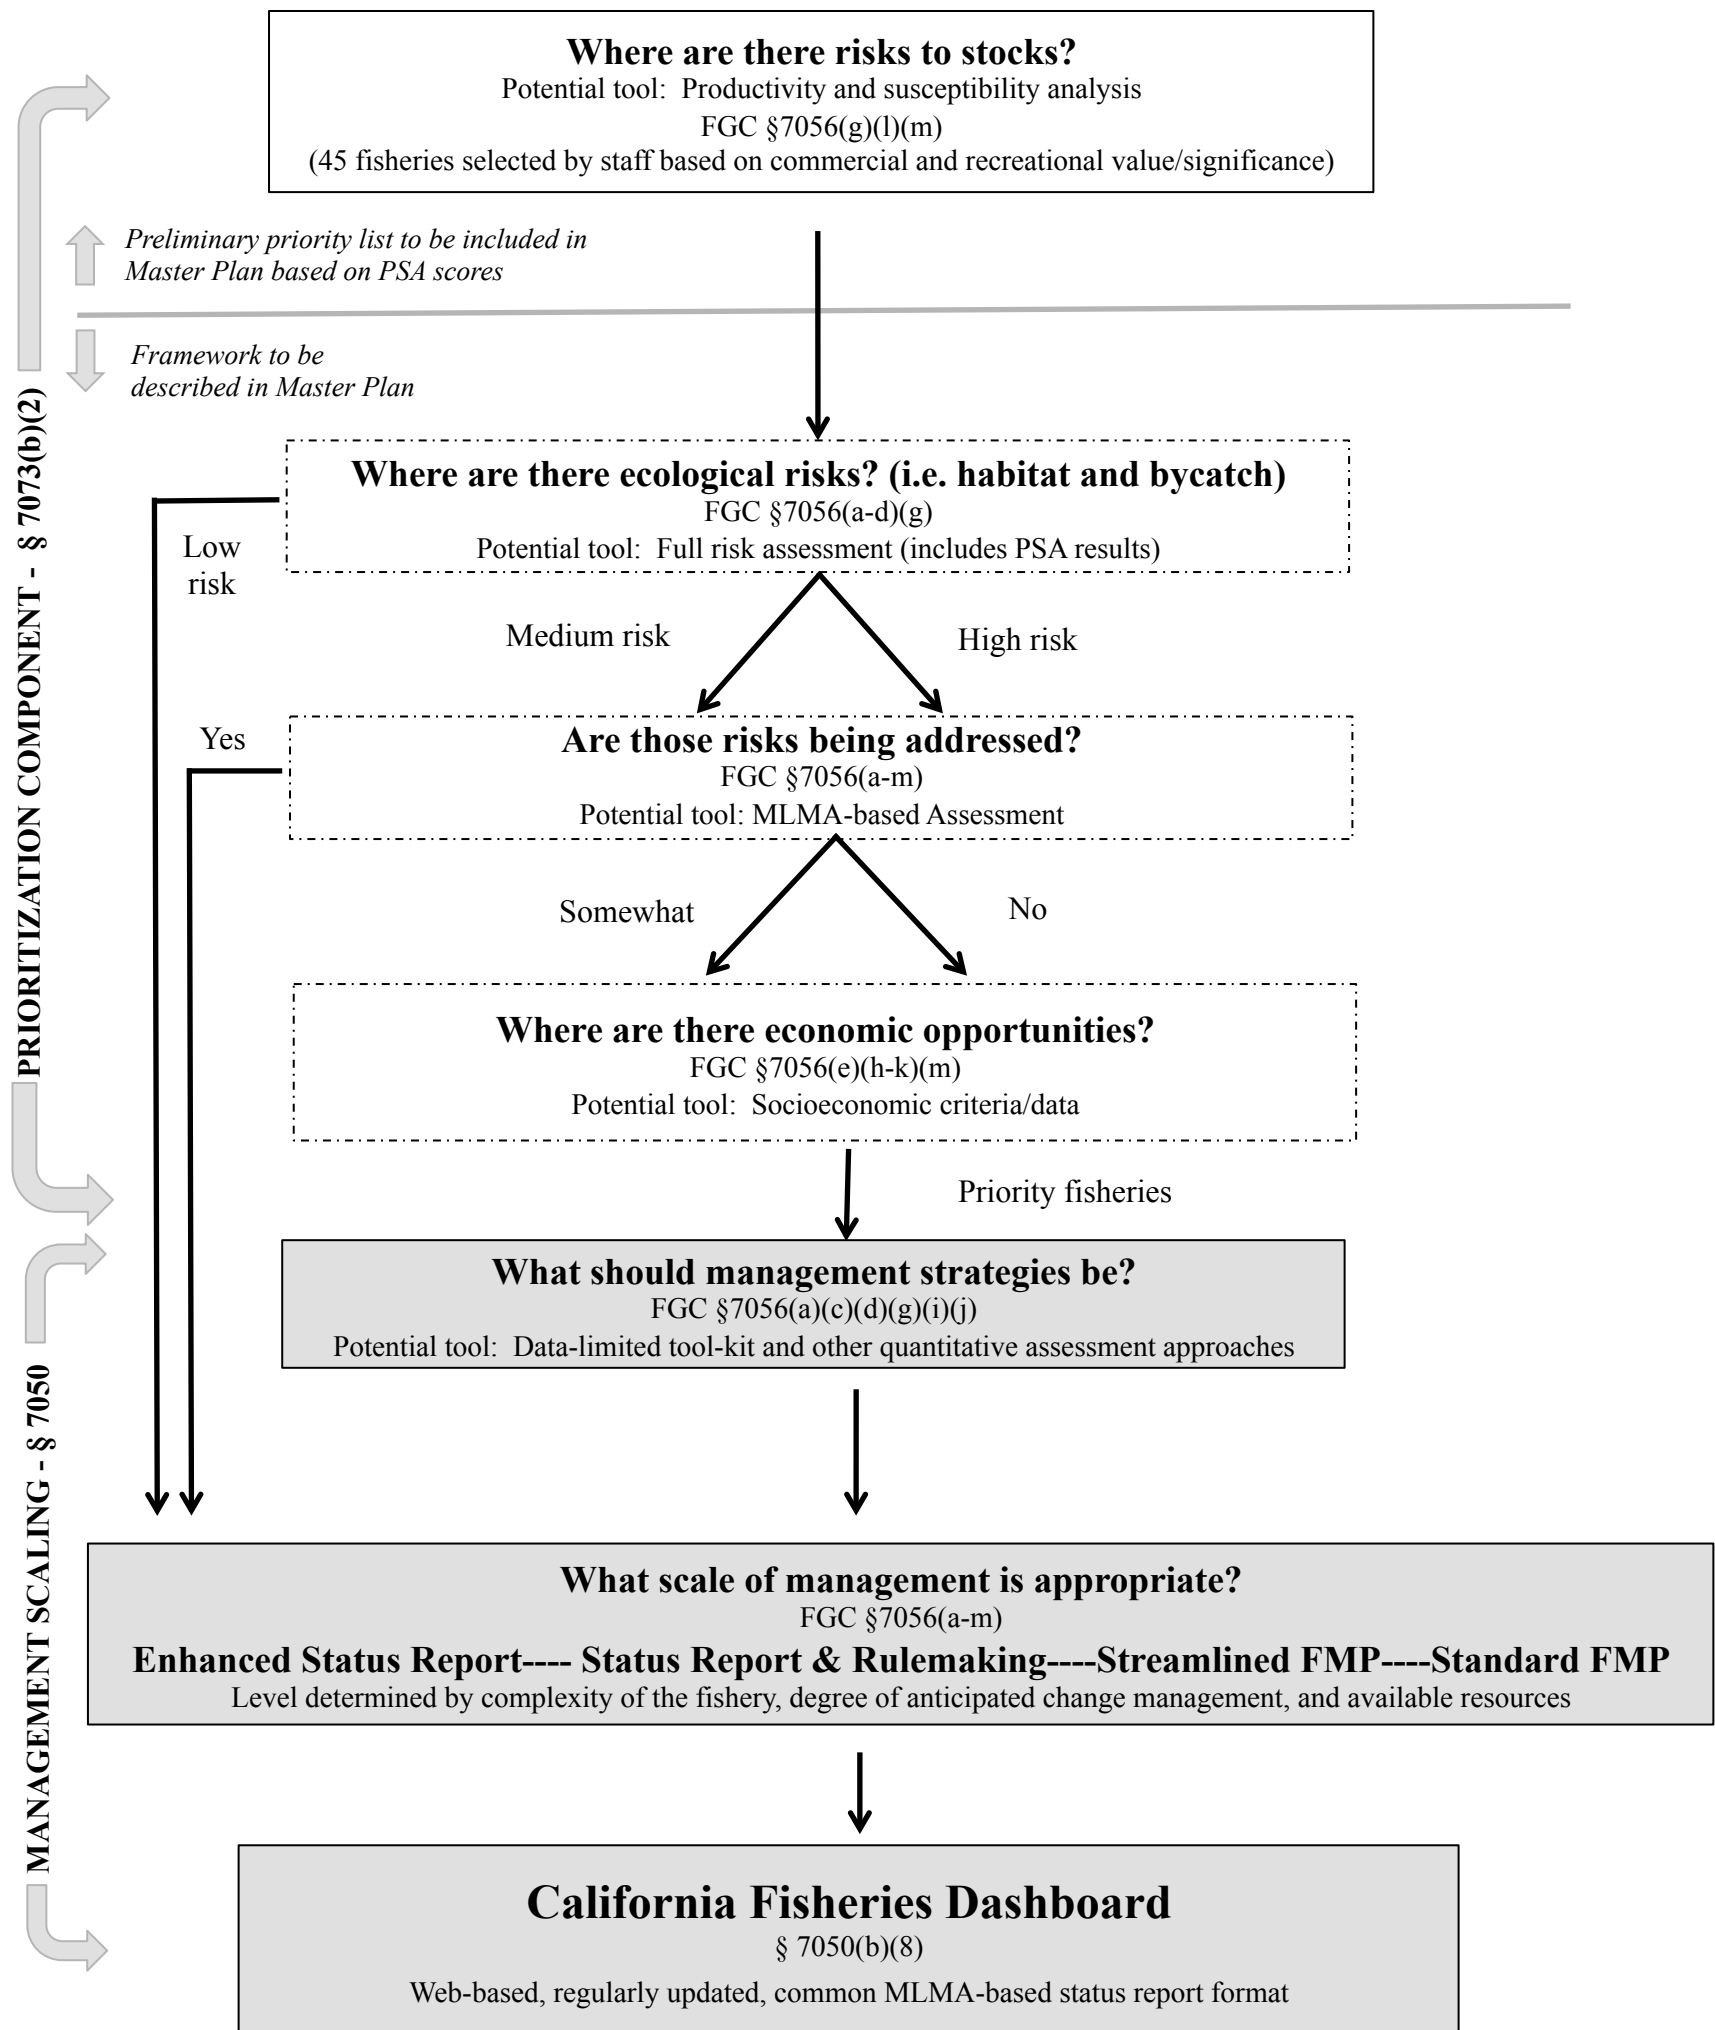 Where are there risks to stocks?
Potential tool:  Productivity and susceptibility analysis
FGC §7056(g)(l)(m)
(45 fisheries selected by staff based on commercial and recreational value/significance)
Preliminary priority list to be included in
Master Plan based on PSA scores
Framework to be
described in Master Plan
PRIORITIZATION COMPONENT - § 7073(b)(2)
Where are there ecological risks? (i.e. habitat and bycatch)
FGC §7056(a-d)(g)
Potential tool:  Full risk assessment (includes PSA results)
Low
risk
Medium risk
High risk
Are those risks being addressed?
FGC §7056(a-m)
Potential tool: MLMA-based Assessment
Yes
Somewhat
No
Where are there economic opportunities?
FGC §7056(e)(h-k)(m)
Potential tool:  Socioeconomic criteria/data
Priority fisheries
What should management strategies be?
FGC §7056(a)(c)(d)(g)(i)(j)
Potential tool:  Data-limited tool-kit and other quantitative assessment approaches
MANAGEMENT SCALING - § 7050
What scale of management is appropriate?
FGC §7056(a-m)
Enhanced Status Report---- Status Report & Rulemaking----Streamlined FMP----Standard FMP
Level determined by complexity of the fishery, degree of anticipated change management, and available resources
California Fisheries Dashboard
§ 7050(b)(8)
Web-based, regularly updated, common MLMA-based status report format